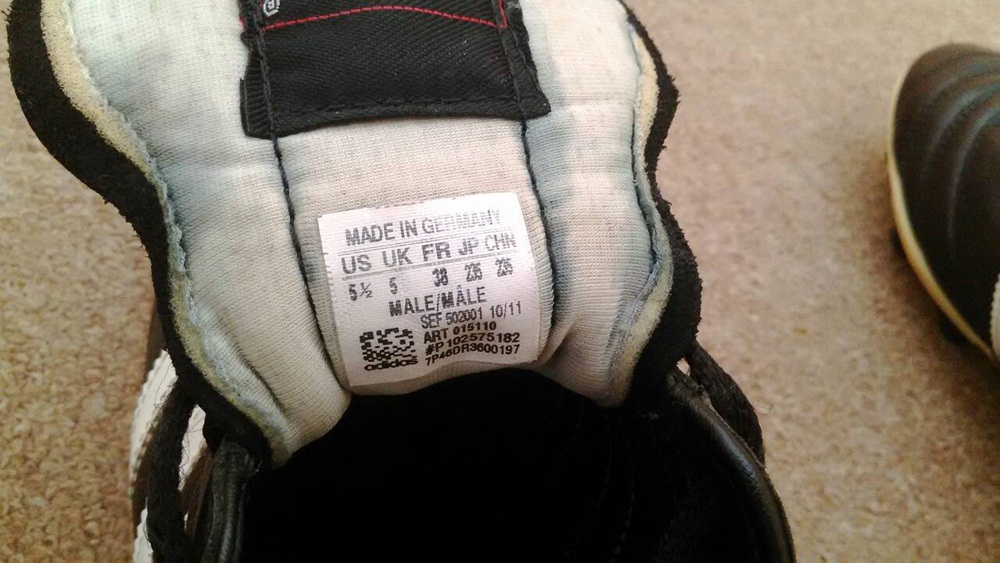 MADE IN GERMANY
US UK FR JP CHN
5½ 5 38 235 235
MALE/MÂLE
SEF 502001 10/11
ART 015110
#P102575182
7P46DR3600197
adidas